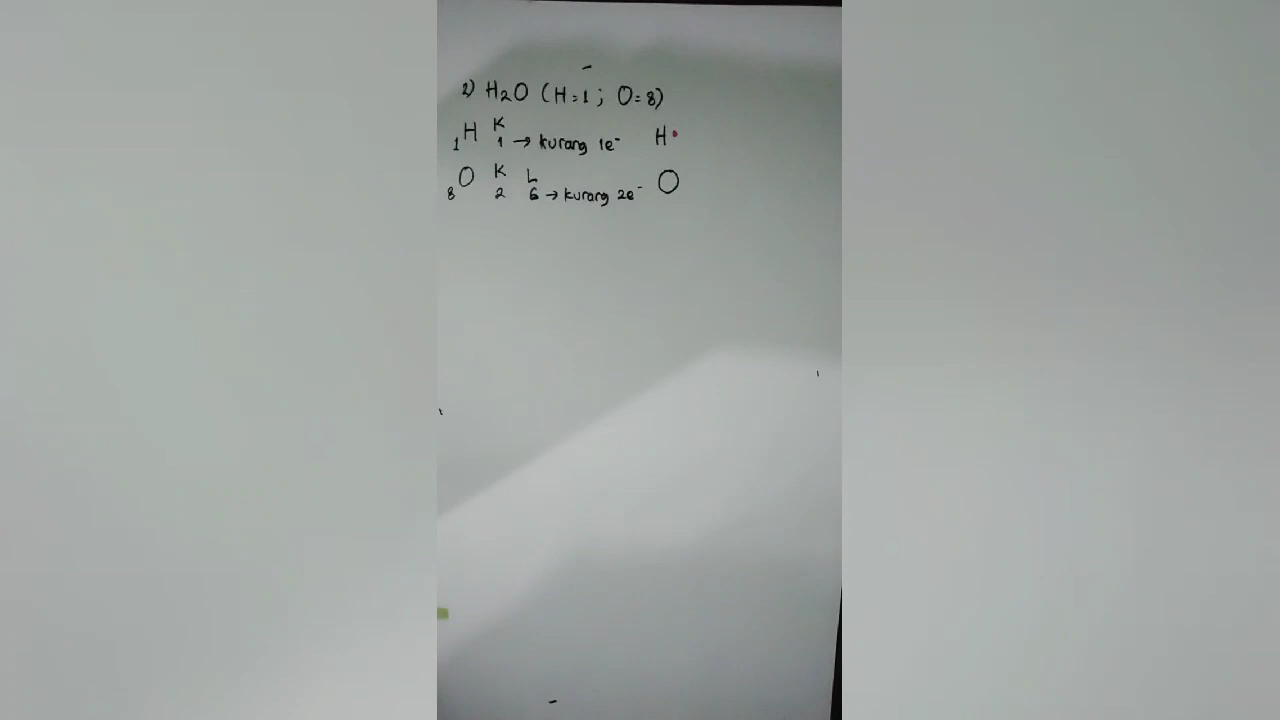 2) H₂O (H=1 ; O=8)
K
₁H 1 → kurang 1e⁻ H•
K L
₈O 2 6 → kurang 2e⁻ O